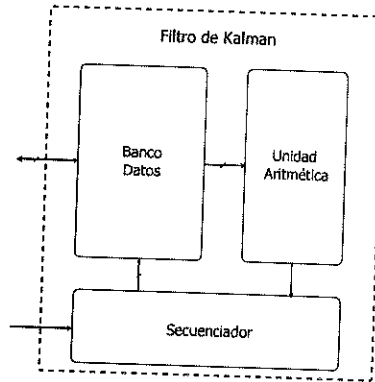 Filtro de Kalman
Banco
Datos
Unidad
Aritmética
Secuenciador